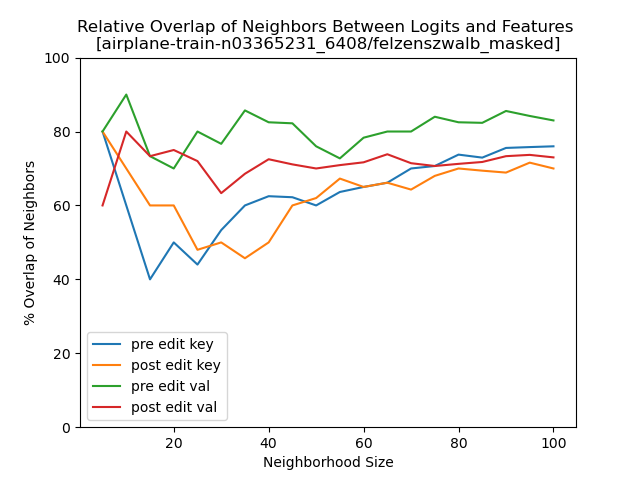 Relative Overlap of Neighbors Between Logits and Features
[airplane-train-n03365231_6408/felzenszwalb_masked]
100
80
60
40
20
0
% Overlap of Neighbors
pre edit key
post edit key
pre edit val
post edit val
20 40 60 80 100
Neighborhood Size